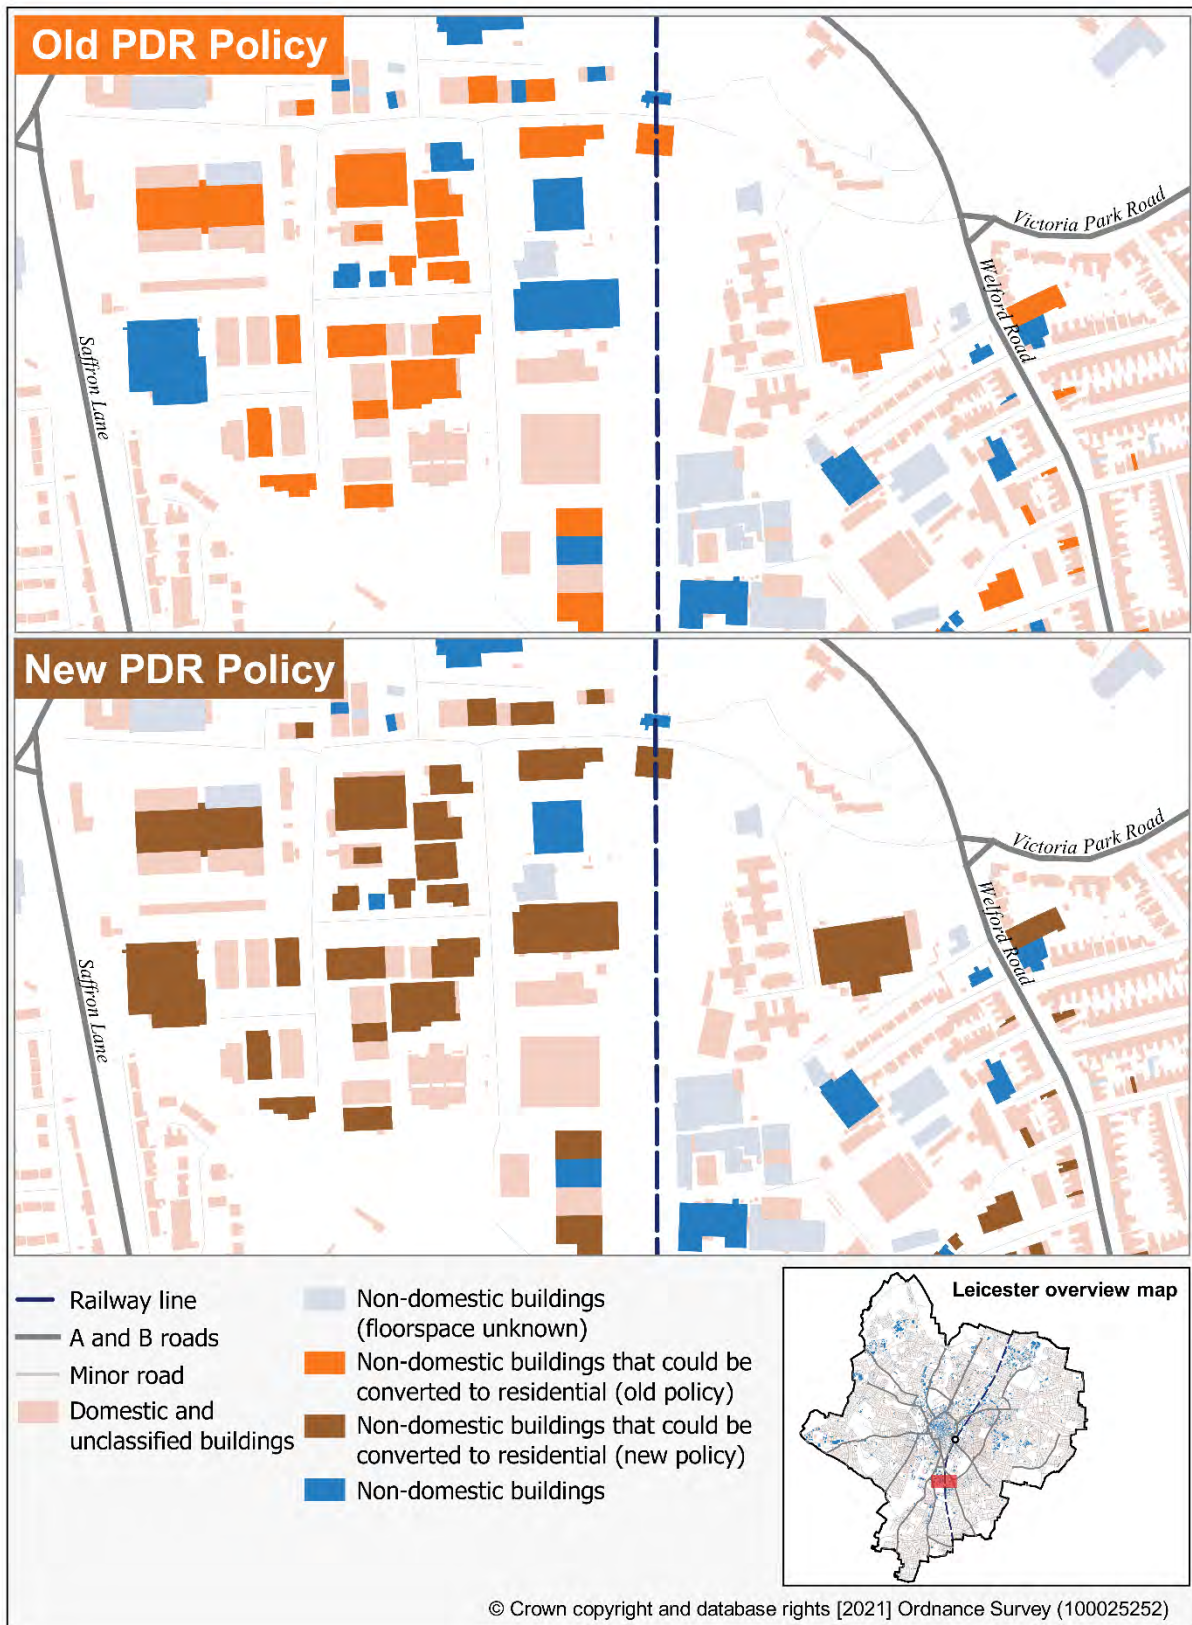 Old PDR Policy
Victoria Park Road
Welford Road
Saffron Lane
New PDR Policy
Victoria Park Road
Welford Road
Saffron Lane
Railway line
A and B roads
Minor road
Domestic and
unclassified buildings
Non-domestic buildings
(floorspace unknown)
Non-domestic buildings that could be
converted to residential (old policy)
Non-domestic buildings that could be
converted to residential (new policy)
Non-domestic buildings
Leicester overview map
© Crown copyright and database rights [2021] Ordnance Survey (100025252)